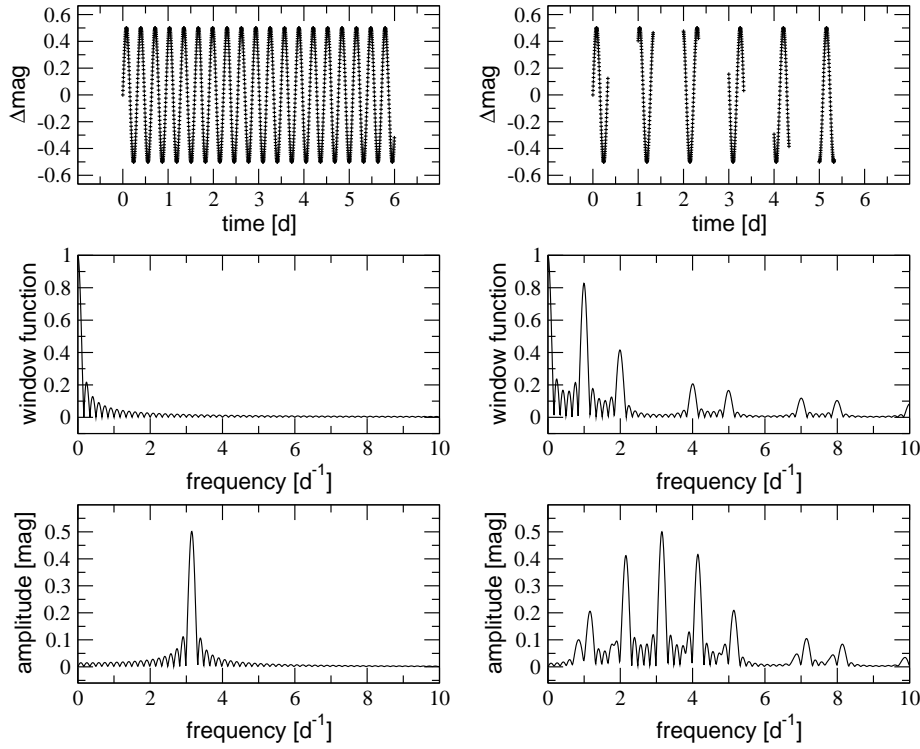 0.6
0.4
0.2
0
-0.2
-0.4
-0.6
Δmag
0 1 2 3 4 5 6
time [d]
0.6
0.4
0.2
0
-0.2
-0.4
-0.6
Δmag
0 1 2 3 4 5 6
time [d]
1
0.8
0.6
0.4
0.2
0
window function
0 2 4 6 8 10
frequency [d⁻¹]
1
0.8
0.6
0.4
0.2
0
window function
0 2 4 6 8 10
frequency [d⁻¹]
0.5
0.4
0.3
0.2
0.1
0
amplitude [mag]
0 2 4 6 8 10
frequency [d⁻¹]
0.5
0.4
0.3
0.2
0.1
0
amplitude [mag]
0 2 4 6 8 10
frequency [d⁻¹]